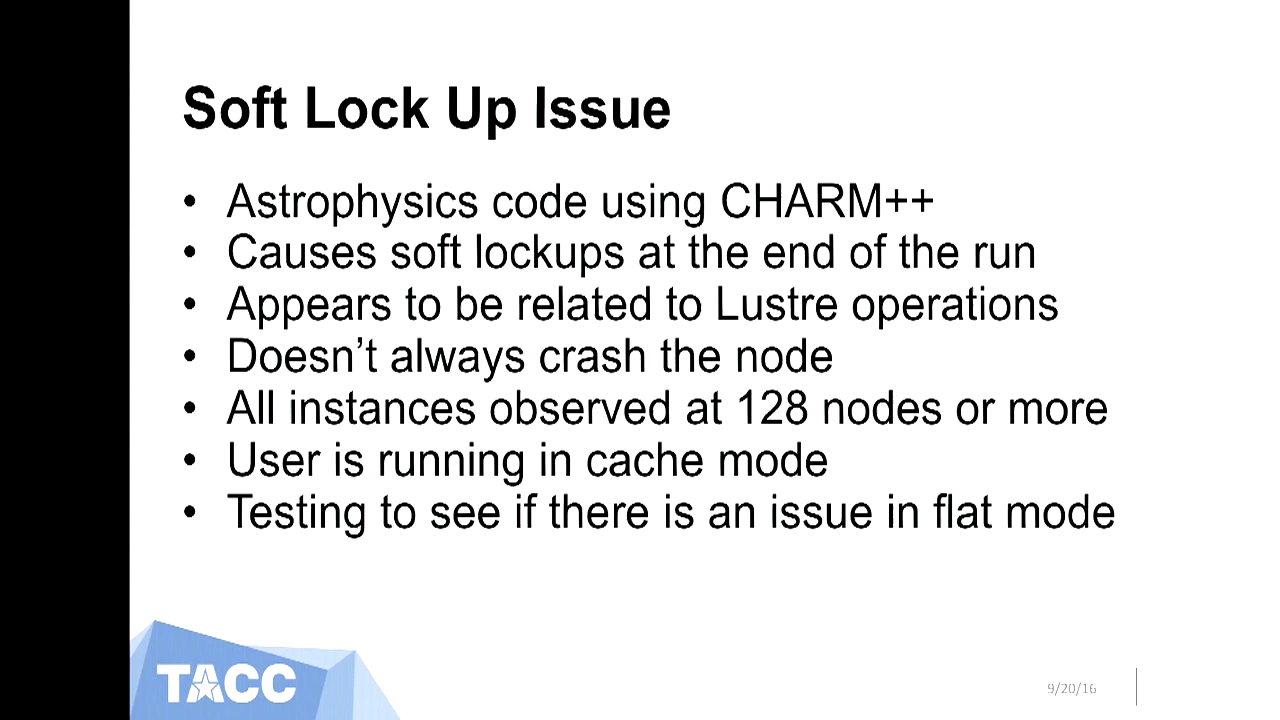 Soft Lock Up Issue
• Astrophysics code using CHARM++
• Causes soft lockups at the end of the run
• Appears to be related to Lustre operations
• Doesn’t always crash the node
• All instances observed at 128 nodes or more
• User is running in cache mode
• Testing to see if there is an issue in flat mode
TACC
9/20/16